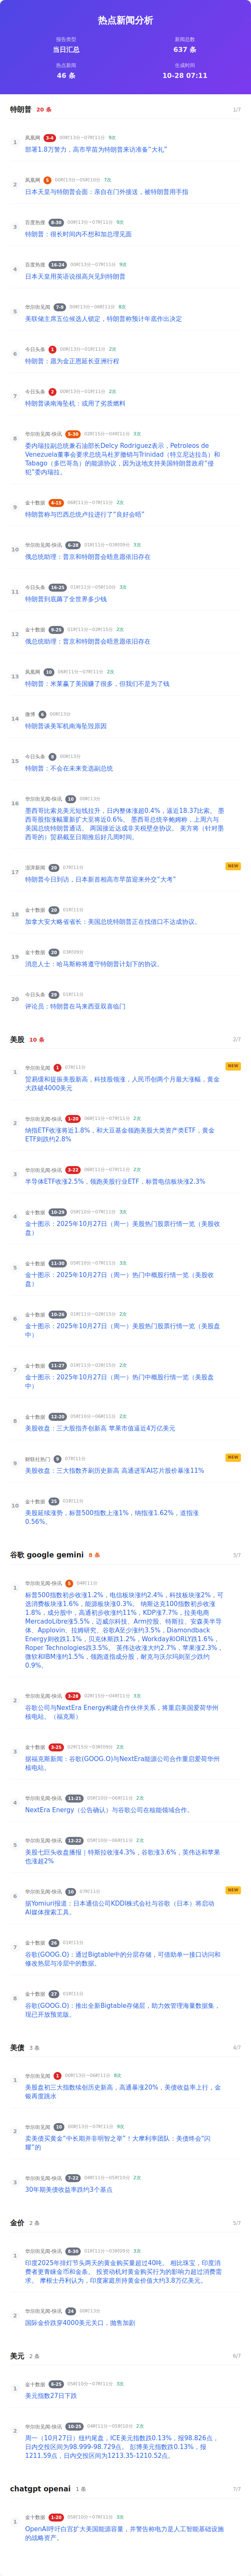 热点新闻分析
报告类型
新闻总数
当日汇总
637 条
热点新闻
生成时间
46 条
10-28 07:11
特朗普 20 条
1/7
1
凤凰网 3-4 00时13分~07时11分 9次
部署1.8万警力，高市早苗为特朗普来访准备“大礼”
2
凤凰网 5 00时13分~05时10分 7次
日本天皇与特朗普会面：亲自在门外接送，被特朗普用手指
3
百度热搜 8-30 00时13分~07时11分 9次
特朗普：很长时间内不想和加总理见面
4
百度热搜 16-24 00时13分~07时11分 9次
日本天皇用英语说很高兴见到特朗普
5
华尔街见闻 7-9 00时13分~06时11分 8次
美联储主席五位候选人锁定，特朗普称预计年底作出决定
6
今日头条 1 00时13分~01时11分 2次
特朗普：愿为金正恩延长亚洲行程
7
今日头条 2 00时13分~01时11分 2次
特朗普谈南海坠机：或用了劣质燃料
8
华尔街见闻-快讯 5-30 02时15分~04时11分 3次
委内瑞拉副总统兼石油部长Delcy Rodriguez表示，Petroleos de
Venezuela董事会要求总统马杜罗撤销与Trinidad（特立尼达拉岛）和
Tabago（多巴哥岛）的能源协议，因为这地支持美国特朗普政府“侵
犯”委内瑞拉。
9
金十数据 6-15 06时11分~07时11分 2次
特朗普称与巴西总统卢拉进行了“良好会晤”
10
华尔街见闻-快讯 6-28 01时11分~03时09分 3次
俄总统助理：普京和特朗普会晤意愿依旧存在
11
今日头条 16-25 01时11分~05时10分 3次
特朗普到底薅了全世界多少钱
12
金十数据 9-25 01时11分~02时15分 2次
俄总统助理：普京和特朗普会晤意愿依旧存在
13
凤凰网 10 06时11分~07时11分 2次
特朗普：米莱赢了美国赚了很多，但我们不是为了钱
14
微博 6 00时13分
特朗普谈美军机南海坠毁原因
15
今日头条 8 00时13分
特朗普：不会在未来竞选副总统
16
华尔街见闻-快讯 10 00时13分
墨西哥比索兑美元短线拉升，日内整体涨超0.4%，逼近18.37比索。 墨
西哥股指涨幅重新扩大至将近0.6%。 墨西哥总统辛鲍姆称，上周六与
美国总统特朗普通话。 两国接近达成非关税壁垒协议。 美方将（针对墨
西哥的）贸易截至日期推后好几周时间。
17
澎湃新闻 20 07时11分
NEW
特朗普今日到访，日本新首相高市早苗迎来外交“大考”
18
金十数据 20 01时11分
加拿大安大略省省长：美国总统特朗普正在找借口不达成协议。
19
金十数据 20 03时09分
消息人士：哈马斯称将遵守特朗普计划下的协议。
20
今日头条 29 01时11分
评论员：特朗普在马来西亚双喜临门
美股 10 条
2/7
1
华尔街见闻 1 07时11分
NEW
贸易缓和提振美股新高，科技股领涨，人民币创两个月最大涨幅，黄金
大跌破4000美元
2
华尔街见闻-快讯 1-20 06时11分~07时11分 2次
纳指ETF收涨将近1.8%，和大豆基金领跑美股大类资产类ETF，黄金
ETF则跌约2.8%
3
华尔街见闻-快讯 3-22 06时11分~07时11分 2次
半导体ETF收涨2.5%，领跑美股行业ETF，标普电信板块涨2.3%
4
金十数据 10-29 05时10分~07时11分 3次
金十图示：2025年10月27日（周一）美股热门股票行情一览（美股收
盘）
5
金十数据 11-30 05时10分~07时11分 3次
金十图示：2025年10月27日（周一）热门中概股行情一览（美股收
盘）
6
金十数据 10-26 01时11分~02时15分 2次
金十图示：2025年10月27日（周一）美股热门股票行情一览（美股盘
中）
7
金十数据 11-27 01时11分~02时15分 2次
金十图示：2025年10月27日（周一）热门中概股行情一览（美股盘
中）
8
金十数据 12-20 05时10分~06时11分 2次
美股收盘：三大股指齐创新高 苹果市值逼近4万亿美元
9
财联社热门 9 07时11分
NEW
美股收盘：三大指数齐刷历史新高 高通进军AI芯片股价暴涨11%
10
金十数据 25 01时11分
美股延续涨势，标普500指数上涨1%，纳指涨1.62%，道指涨
0.56%。
谷歌 google gemini 8 条
3/7
1
华尔街见闻-快讯 5 04时11分
标普500指数初步收涨1.2%，电信板块涨约2.4%，科技板块涨2%，可
选消费板块涨1.6%，能源板块涨0.3%。 纳斯达克100指数初步收涨
1.8%，成分股中，高通初步收涨约11%，KDP涨7.7%，拉美电商
MercadoLibre涨5.5%，迈威尔科技、Arm控股、特斯拉、安森美半导
体、Applovin、拉姆研究、谷歌A至少涨约3.5%，Diamondback
Energy则收跌1.1%，贝克休斯跌1.2%，Workday和ORLY跌1.6%，
Roper Technologies跌3.5%。 英伟达收涨大约2.7%，苹果涨2.3%，
微软和IBM涨约1.5%，领跑道指成分股，耐克与沃尔玛则至少跌约
0.9%。
2
华尔街见闻-快讯 3-28 02时15分~04时11分 3次
谷歌公司与NextEra Energy构建合作伙伴关系，将重启美国爱荷华州
核电站。（福克斯）
3
金十数据 3-25 02时15分~03时09分 2次
据福克斯新闻：谷歌(GOOG.O)与NextEra能源公司合作重启爱荷华州
核电站。
4
华尔街见闻-快讯 11-21 05时10分~06时11分 2次
NextEra Energy（公告确认）与谷歌公司在核能领域合作。
5
华尔街见闻-快讯 12-22 05时10分~06时11分 2次
美股七巨头收盘播报｜特斯拉收涨4.3%，谷歌涨3.6%，英伟达和苹果
也涨超2%
6
华尔街见闻-快讯 18 07时11分
NEW
据Yomiuri报道：日本通信公司KDDI株式会社与谷歌（日本）将启动
AI媒体搜索工具。
7
金十数据 26 01时11分
谷歌(GOOG.O)：通过Bigtable中的分层存储，可借助单一接口访问和
修改热层与冷层中的数据。
8
金十数据 27 01时11分
谷歌(GOOG.O)：推出全新Bigtable存储层，助力效管理海量数据集，
现已开放预览版。
美债 3 条
4/7
1
华尔街见闻 1 00时13分~06时11分 8次
美股盘初三大指数续创历史新高，高通暴涨20%，美债收益率上行，金
银再度跳水
2
华尔街见闻 10 00时13分~07时11分 9次
卖美债买黄金“中长期并非明智之举”！大摩利率团队：美债终会“闪
耀”的
3
华尔街见闻-快讯 7-22 04时11分~05时10分 2次
30年期美债收益率跌约3个基点
金价 2 条
5/7
1
华尔街见闻-快讯 8-30 01时11分~03时09分 3次
印度2025年排灯节头两天的黄金购买量超过40吨。 相比珠宝，印度消
费者更青睐金币和金条。 投资动机对黄金购买行为的影响力超过消费需
求。 摩根士丹利认为，印度家庭所持黄金价值大约3.8万亿美元。
2
华尔街见闻-快讯 24 00时13分
国际金价跌穿4000美元关口，抛售加剧
美元 2 条
6/7
1
金十数据 6-25 05时10分~07时11分 3次
美元指数27日下跌
2
华尔街见闻-快讯 10-25 04时11分~05时10分 2次
周一（10月27日）纽约尾盘，ICE美元指数跌0.13%，报98.826点，
日内交投区间为98.999-98.729点。 彭博美元指数跌0.13%，报
1211.59点，日内交投区间为1213.35-1210.52点。
chatgpt openai 1 条
7/7
1
金十数据 1-20 05时10分~07时11分 3次
OpenAI呼吁白宫扩大美国能源容量，并警告称电力是人工智能基础设施
的战略资产。